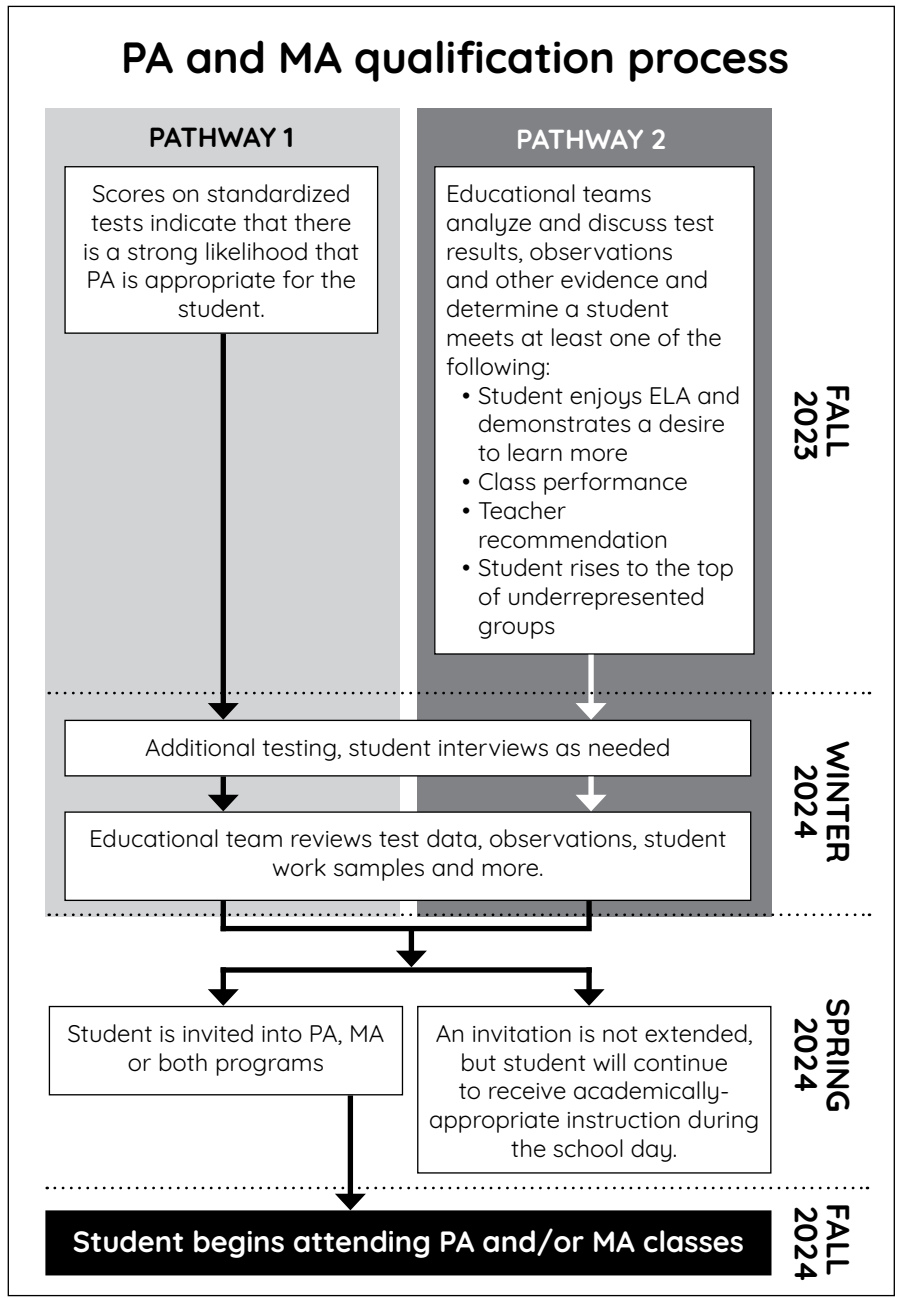 PA and MA qualification process
PATHWAY 1
Scores on standardized
tests indicate that there
is a strong likelihood that
PA is appropriate for the
student.
PATHWAY 2
Educational teams
analyze and discuss test
results, observations
and other evidence and
determine a student
meets at least one of the
following:
• Student enjoys ELA and
demonstrates a desire
to learn more
• Class performance
• Teacher
recommendation
• Student rises to the top
of underrepresented
groups
FALL
2023
Additional testing, student interviews as needed
Educational team reviews test data, observations, student
work samples and more.
WINTER
2024
Student is invited into PA, MA
or both programs
An invitation is not extended,
but student will continue
to receive academically-
appropriate instruction during
the school day.
SPRING
2024
Student begins attending PA and/or MA classes
FALL
2024